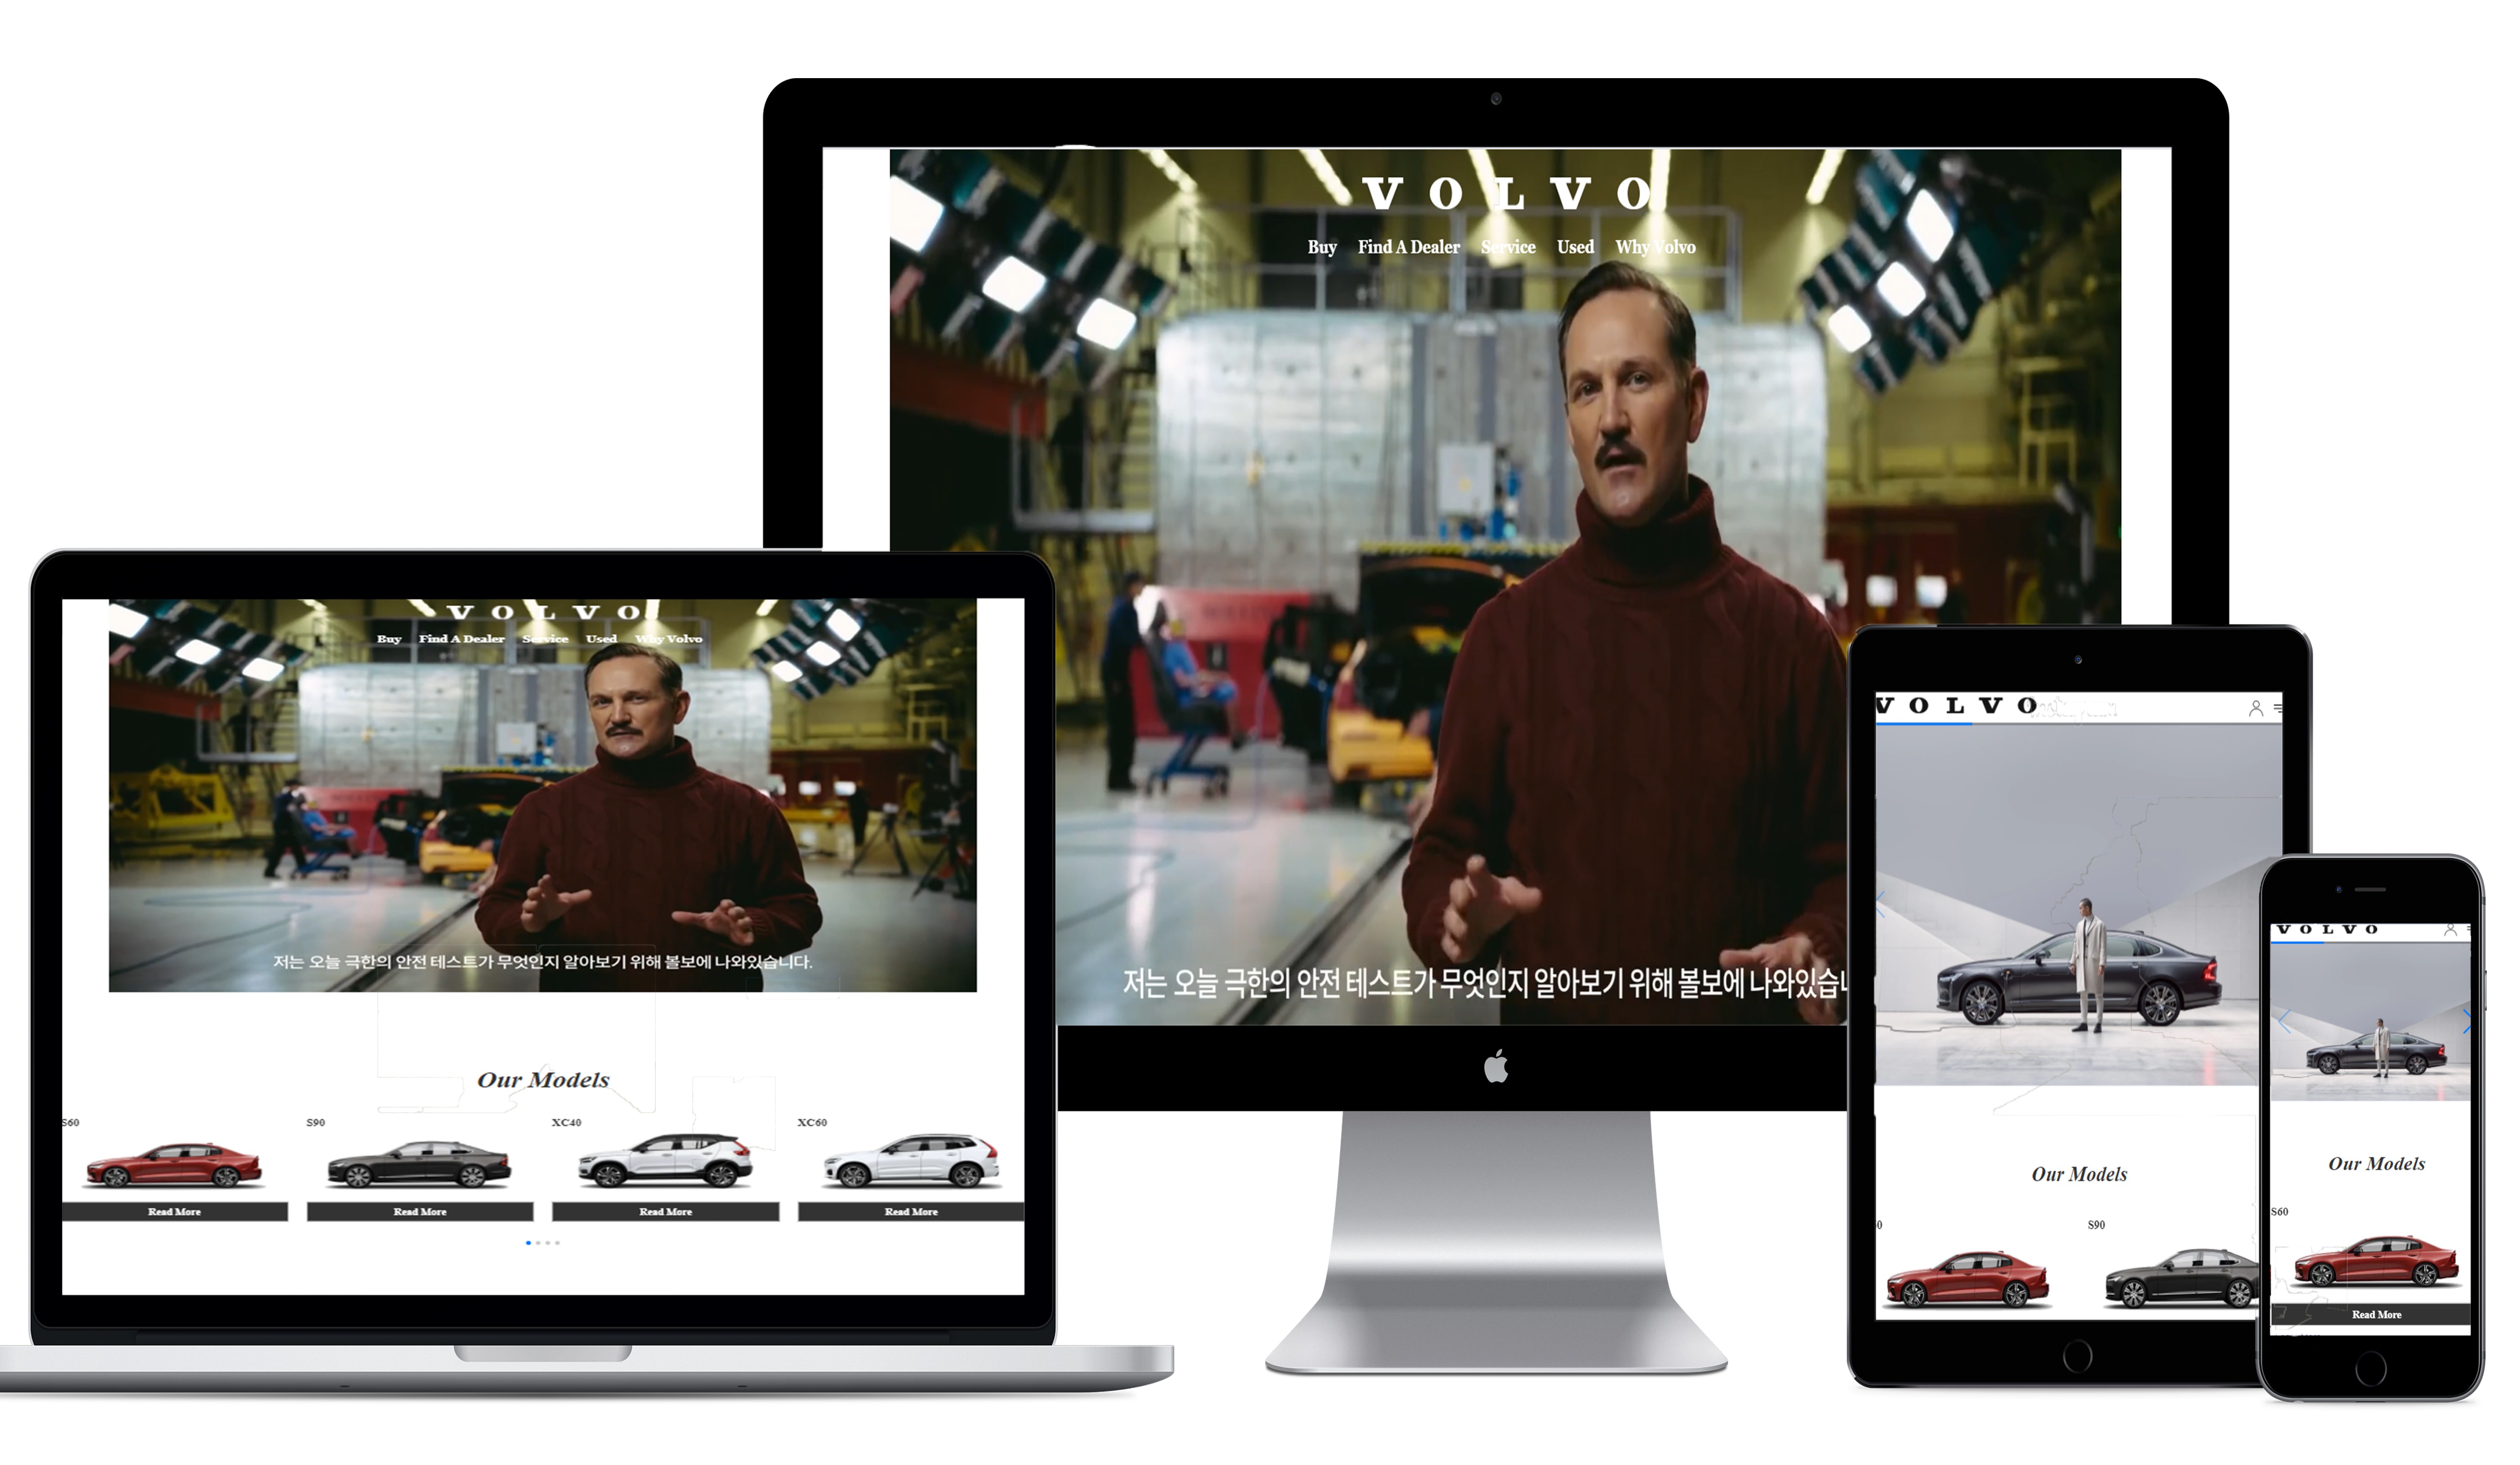 V O L V O
Buy Find A Dealer Service Used Why Volvo
저는 오늘 극한의 안전 테스트가 무엇인지 알아보기 위해 볼보에 나와있습니
V O L V O
Buy Find A Dealer Service Used Why Volvo
저는 오늘 극한의 안전 테스트가 무엇인지 알아보기 위해 볼보에 나와있습니다.
Our Models
S60 S90 XC40 XC60
Read More Read More Read More Read More
V O L V O
Our Models
0 S90
V O L V O
Our Models
S60
Read More